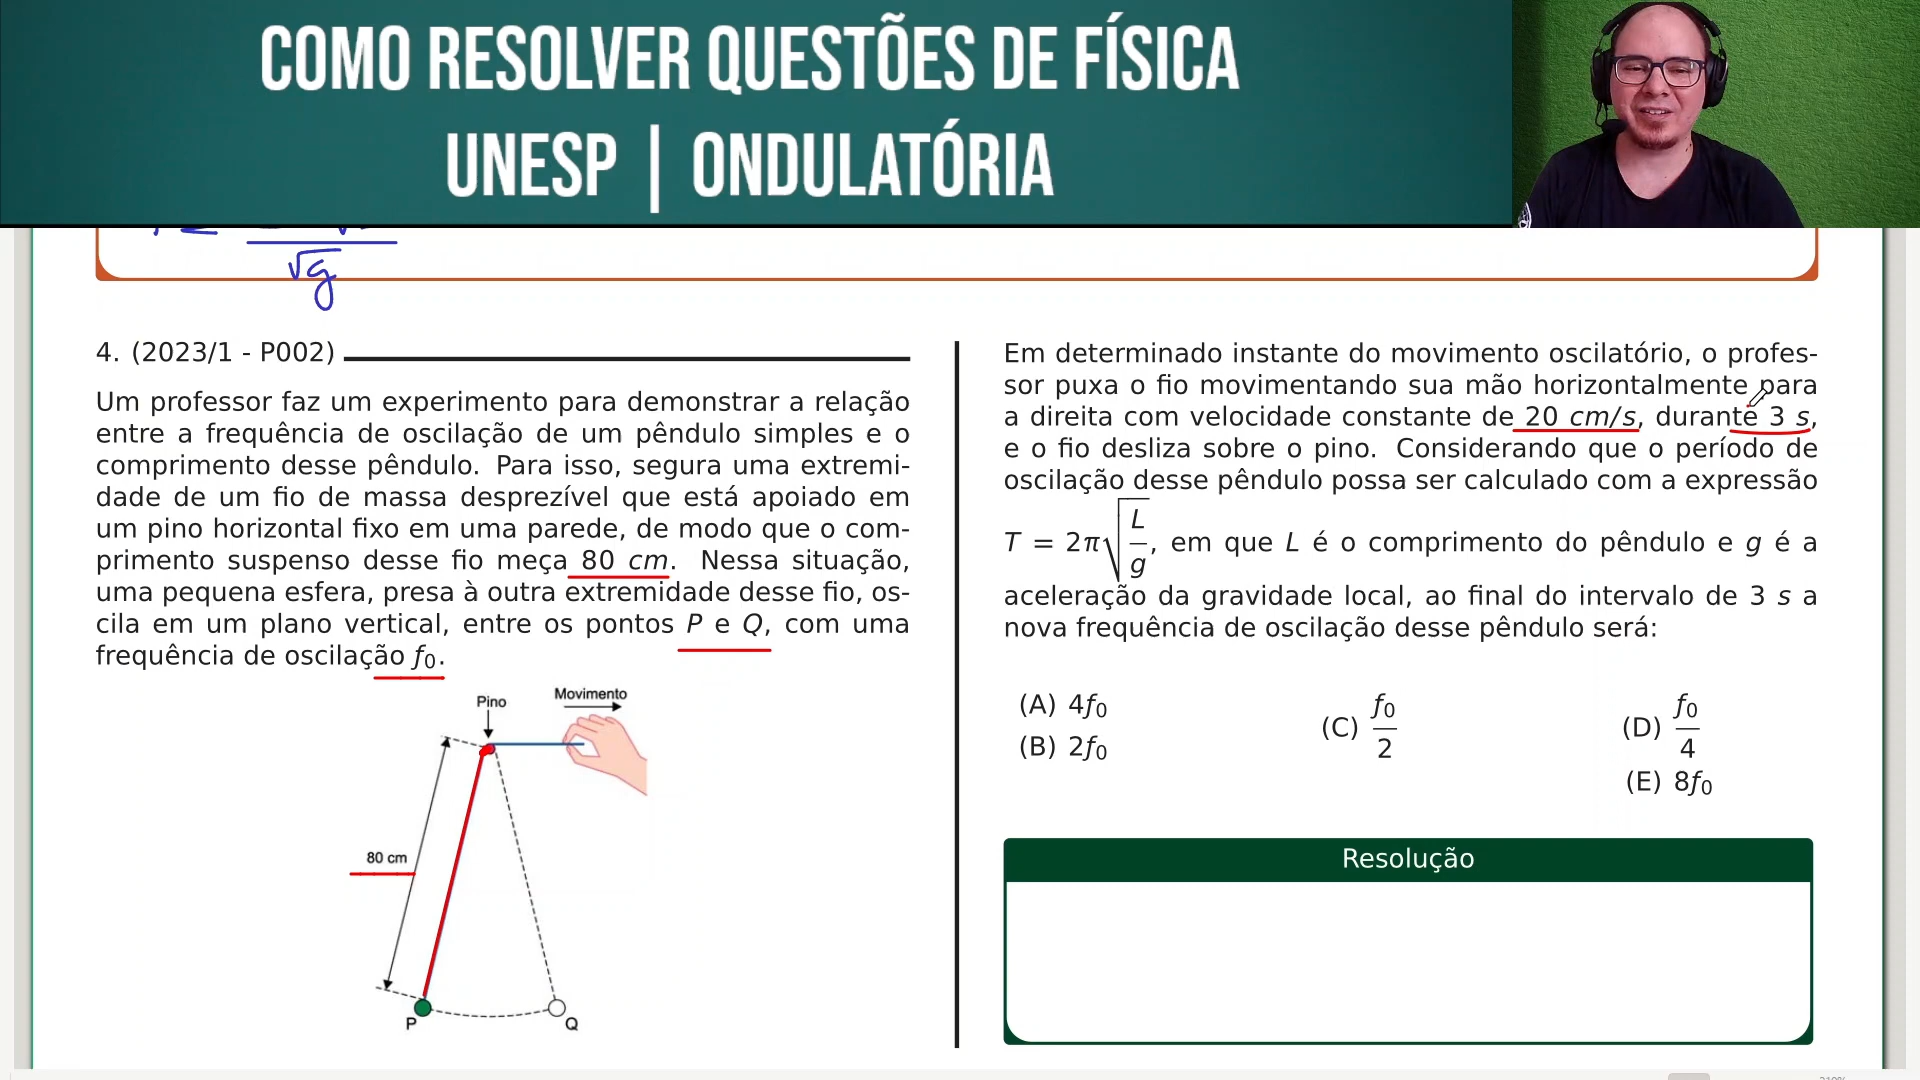 COMO RESOLVER QUESTÕES DE FÍSICA
UNESP | ONDULATÓRIA
√g
4. (2023/1 - P002)
Um professor faz um experimento para demonstrar a relação
entre a frequência de oscilação de um pêndulo simples e o
comprimento desse pêndulo. Para isso, segura uma extremi-
dade de um fio de massa desprezível que está apoiado em
um pino horizontal fixo em uma parede, de modo que o com-
primento suspenso desse fio meça 80 cm. Nessa situação,
uma pequena esfera, presa à outra extremidade desse fio, os-
cila em um plano vertical, entre os pontos P e Q, com uma
frequência de oscilação f₀.
Pino
Movimento
80 cm
P
Q
Em determinado instante do movimento oscilatório, o profes-
sor puxa o fio movimentando sua mão horizontalmente para
a direita com velocidade constante de 20 cm/s, durante 3 s,
e o fio desliza sobre o pino. Considerando que o período de
oscilação desse pêndulo possa ser calculado com a expressão
T = 2π√(L/g), em que L é o comprimento do pêndulo e g é a
aceleração da gravidade local, ao final do intervalo de 3 s a
nova frequência de oscilação desse pêndulo será:
(A) 4f₀
(B) 2f₀
(C) f₀/2
(D) f₀/4
(E) 8f₀
Resolução